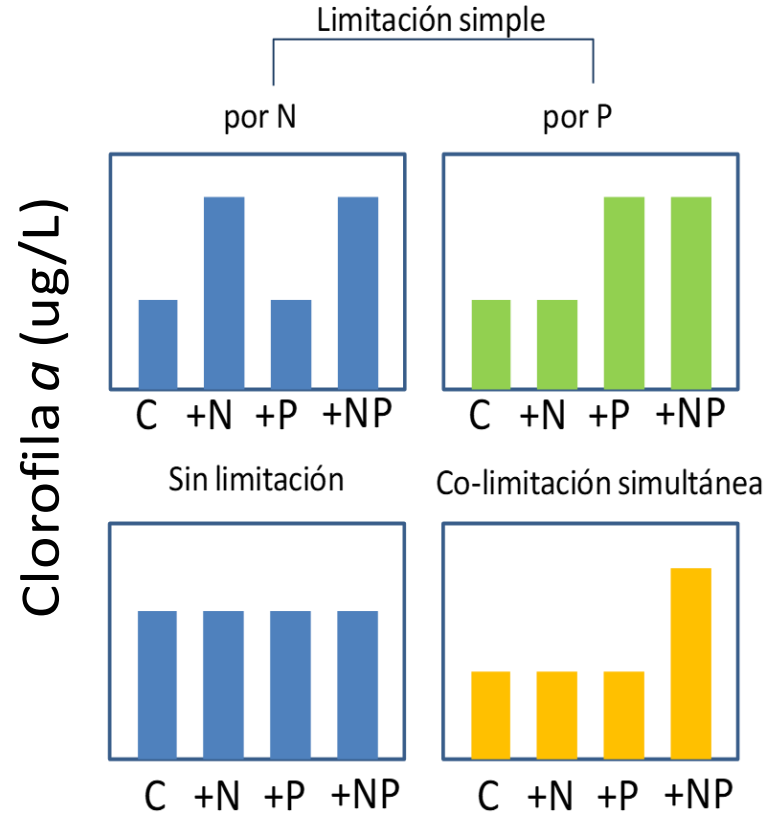 Limitación simple
por N
por P
Clorofila a (ug/L)
C +N +P +NP
C +N +P +NP
Sin limitación
Co-limitación simultánea
C +N +P +NP
C +N +P +NP